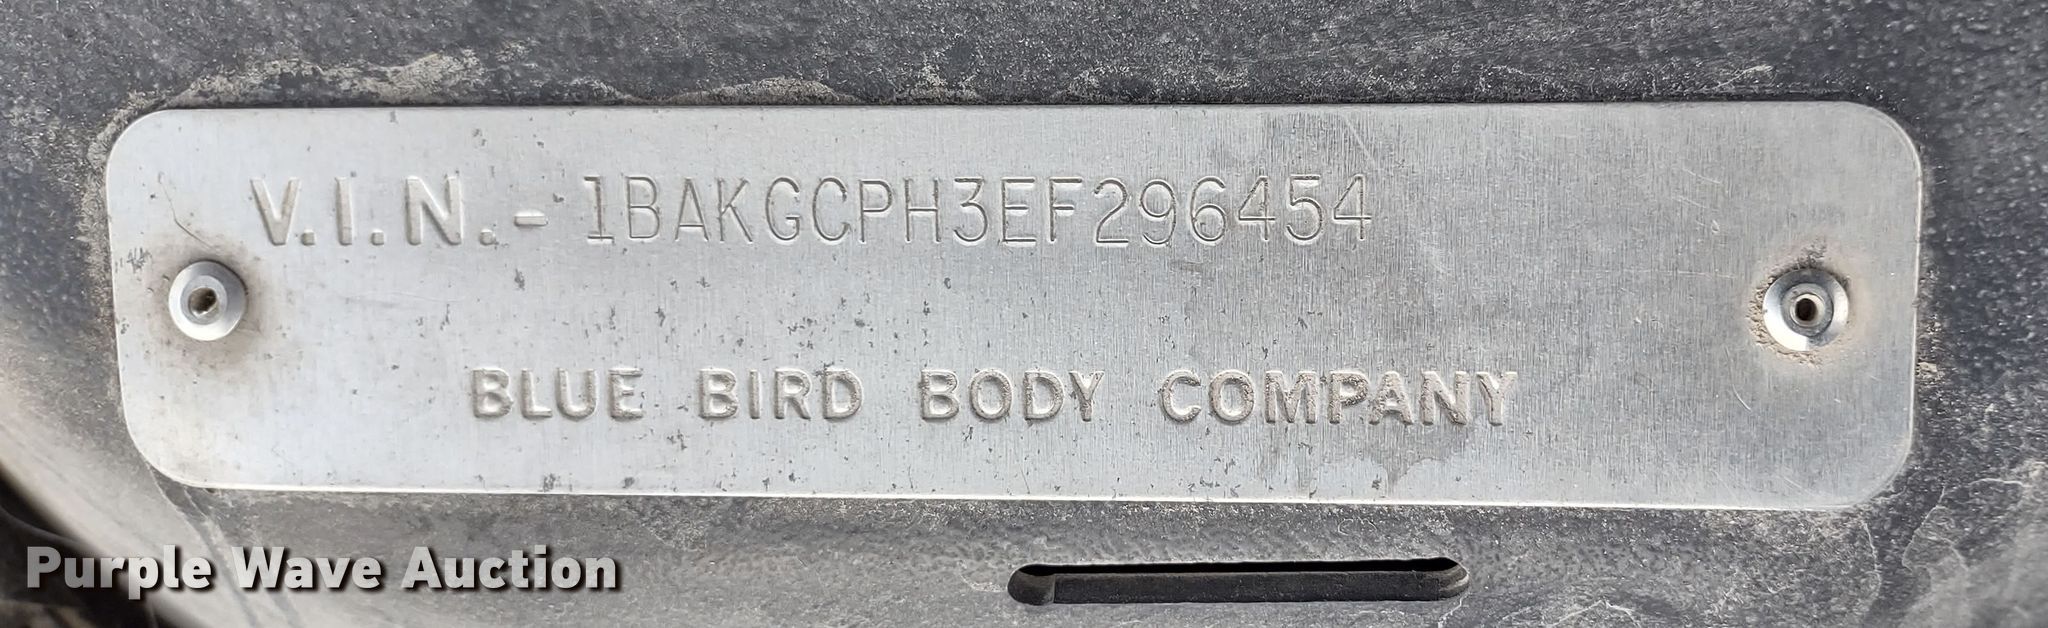 V.I.N.-1BAKGCPH3EF296454
BLUE BIRD BODY COMPANY
Purple Wave Auction